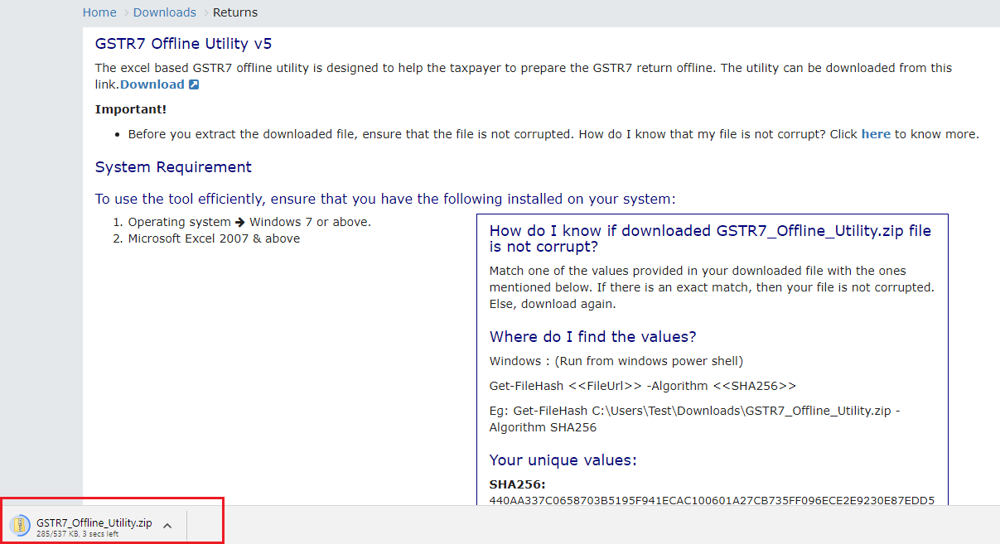 Home > Downloads > Returns
GSTR7 Offline Utility v5
The excel based GSTR7 offline utility is designed to help the taxpayer to prepare the GSTR7 return offline. The utility can be downloaded from this
link.Download
Important!
• Before you extract the downloaded file, ensure that the file is not corrupted. How do I know that my file is not corrupt? Click here to know more.
System Requirement
To use the tool efficiently, ensure that you have the following installed on your system:
1. Operating system → Windows 7 or above.
2. Microsoft Excel 2007 & above
How do I know if downloaded GSTR7_Offline_Utility.zip file
is not corrupt?
Match one of the values provided in your downloaded file with the ones
mentioned below. If there is an exact match, then your file is not corrupted.
Else, download again.
Where do I find the values?
Windows : (Run from windows power shell)
Get-FileHash <<FileUrl>> -Algorithm <<SHA256>>
Eg: Get-FileHash C:\Users\Test\Downloads\GSTR7_Offline_Utility.zip -
Algorithm SHA256
Your unique values:
SHA256:
440AA337C0658703B5195F941ECAC100601A27CB735FF096ECE2E9230E87EDD5
GSTR7_Offline_Utility.zip
285/537 KB, 3 secs left